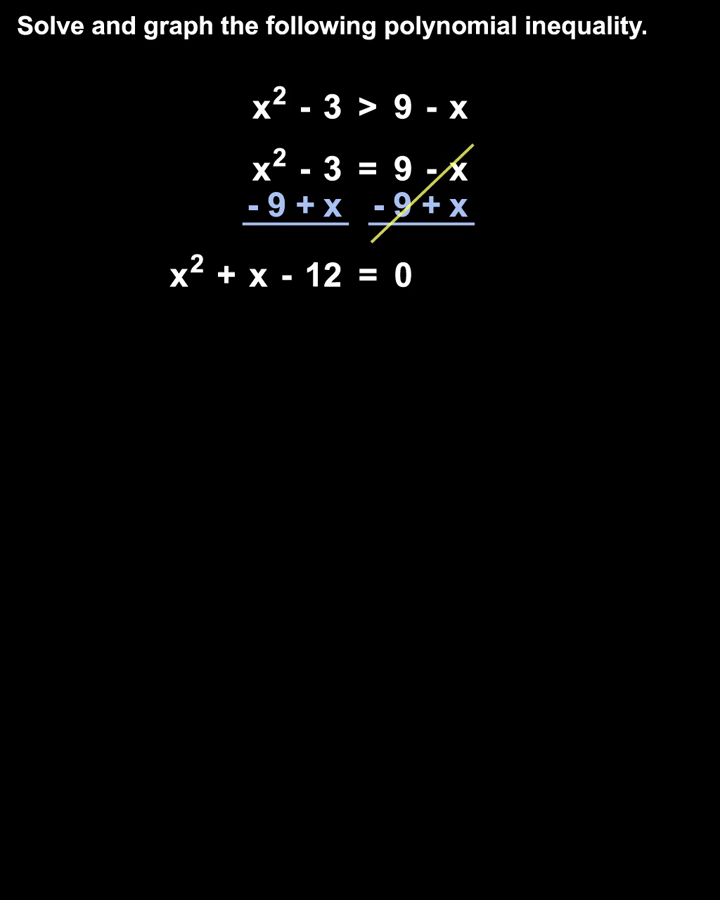 Solve and graph the following polynomial inequality.
x² - 3 > 9 - x
x² - 3 = 9 - x
- 9 + x - 9 + x
x² + x - 12 = 0